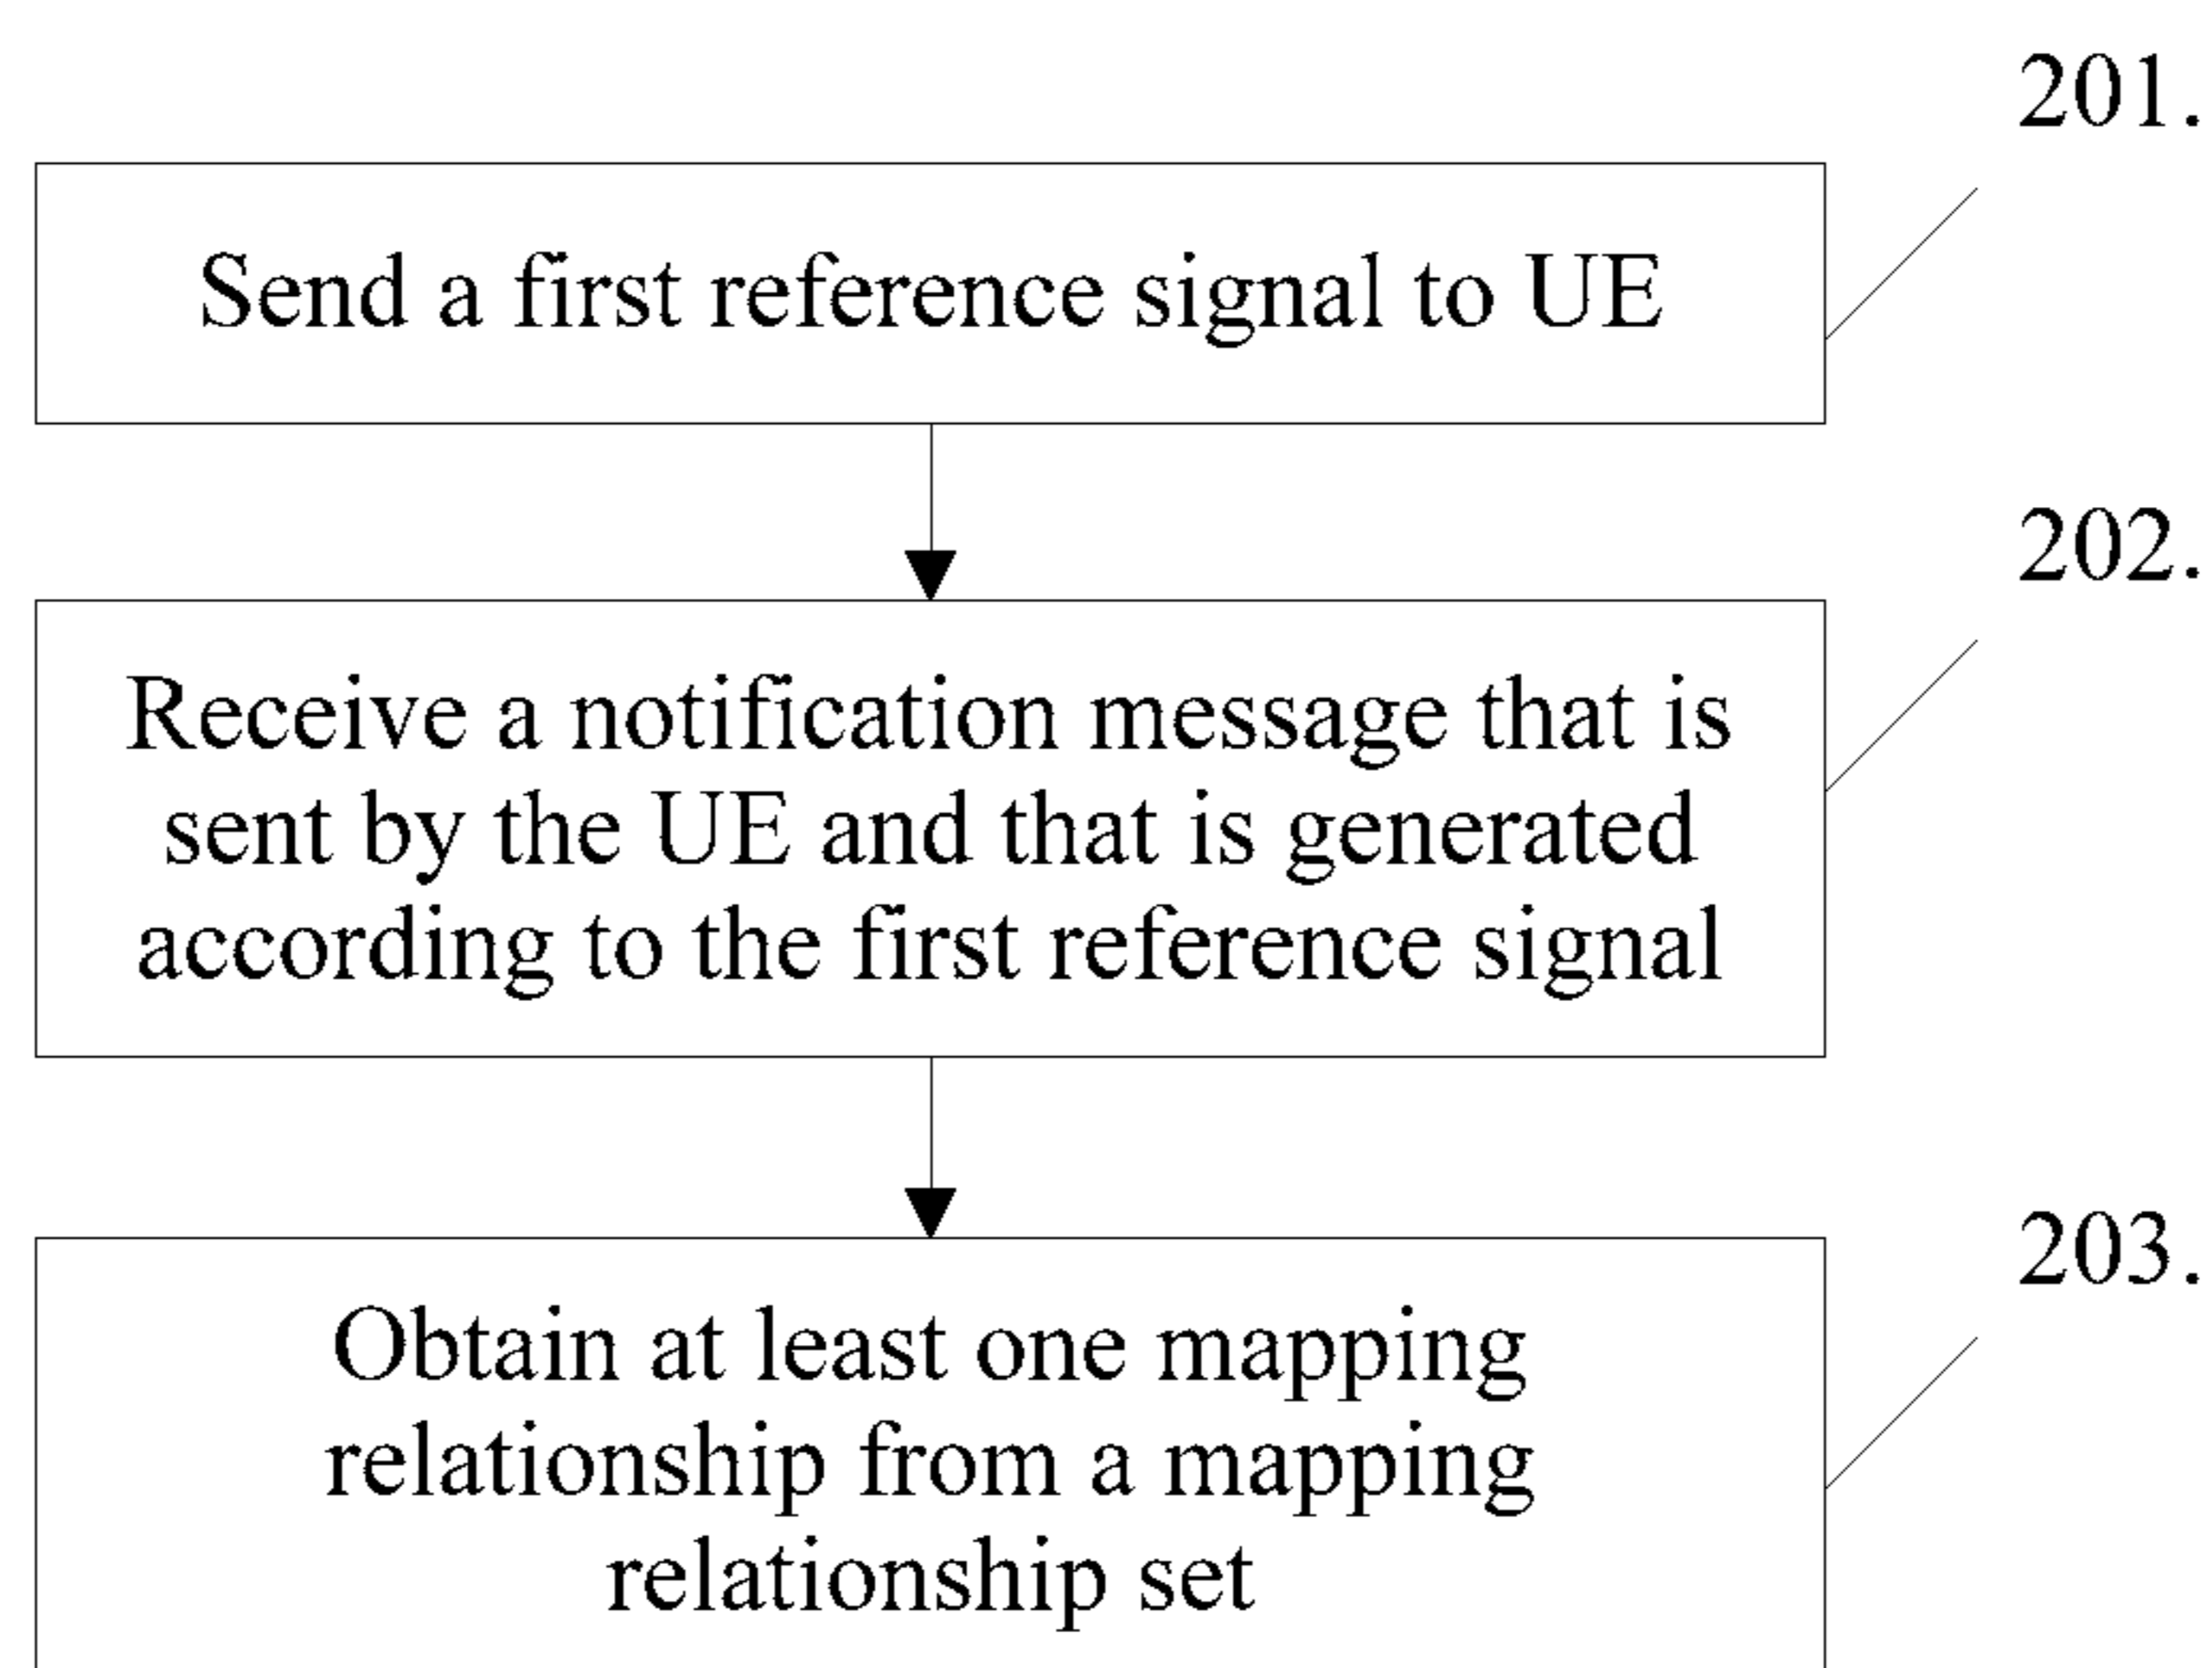 201.
Send a first reference signal to UE
202.
Receive a notification message that is
sent by the UE and that is generated
according to the first reference signal
203.
Obtain at least one mapping
relationship from a mapping
relationship set